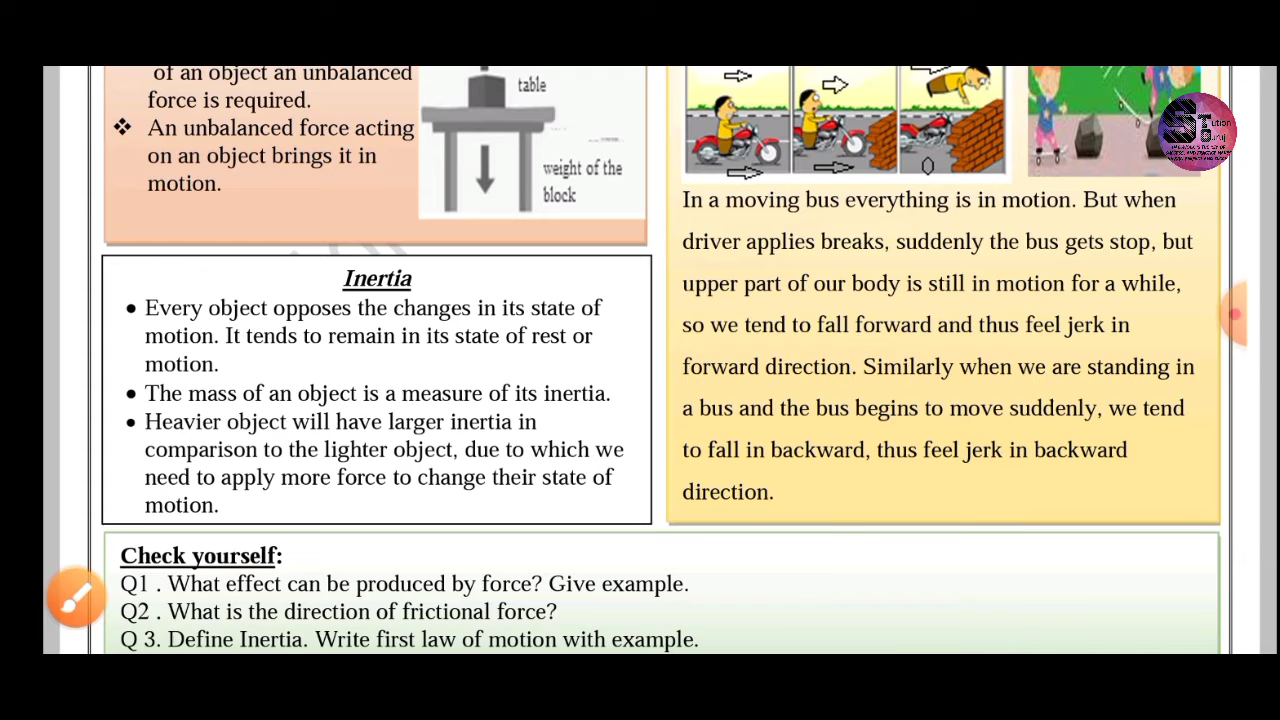 of an object an unbalanced
force is required.
❖ An unbalanced force acting
on an object brings it in
motion.
table
weight of the
block
Inertia
• Every object opposes the changes in its state of
motion. It tends to remain in its state of rest or
motion.
• The mass of an object is a measure of its inertia.
• Heavier object will have larger inertia in
comparison to the lighter object, due to which we
need to apply more force to change their state of
motion.
In a moving bus everything is in motion. But when
driver applies breaks, suddenly the bus gets stop, but
upper part of our body is still in motion for a while,
so we tend to fall forward and thus feel jerk in
forward direction. Similarly when we are standing in
a bus and the bus begins to move suddenly, we tend
to fall in backward, thus feel jerk in backward
direction.
Check yourself:
Q1 . What effect can be produced by force? Give example.
Q2 . What is the direction of frictional force?
Q 3. Define Inertia. Write first law of motion with example.